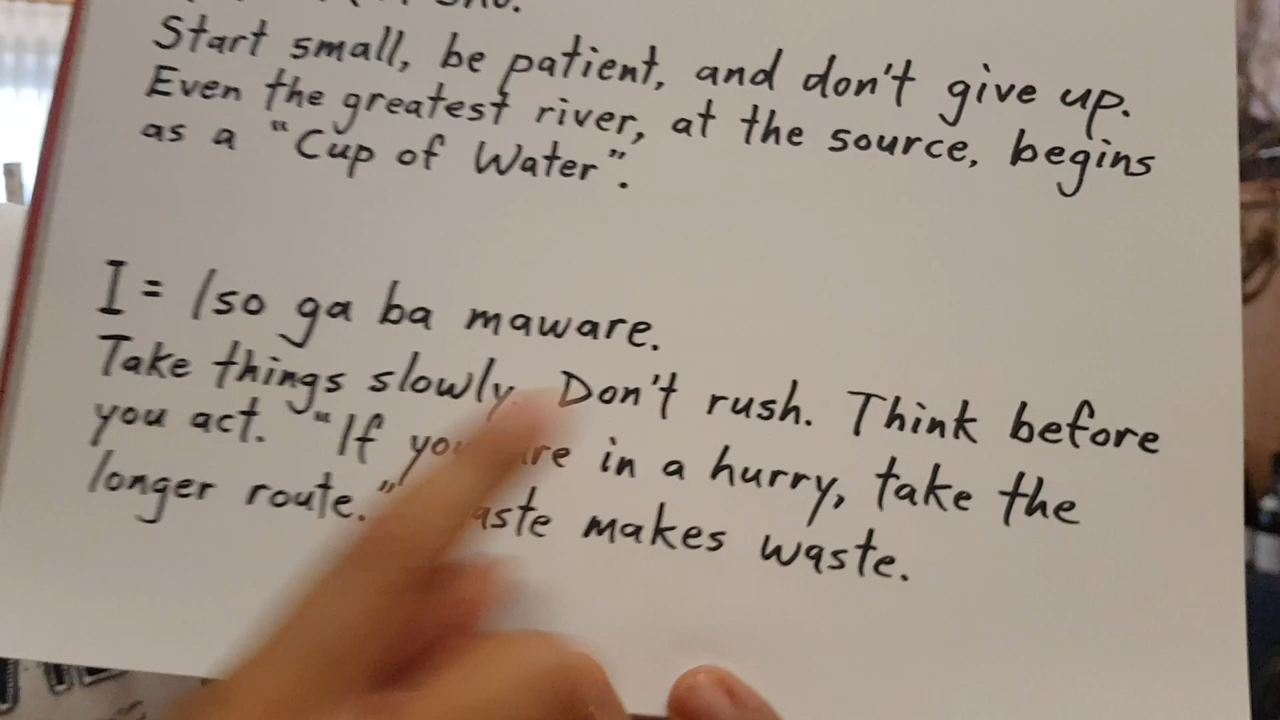 Start small, be patient, and don't give up.
Even the greatest river, at the source, begins
as a "Cup of Water".
I = Iso ga ba maware.
Take things slowly. Don't rush. Think before
you act. "If you are in a hurry, take the
longer route." makes waste.